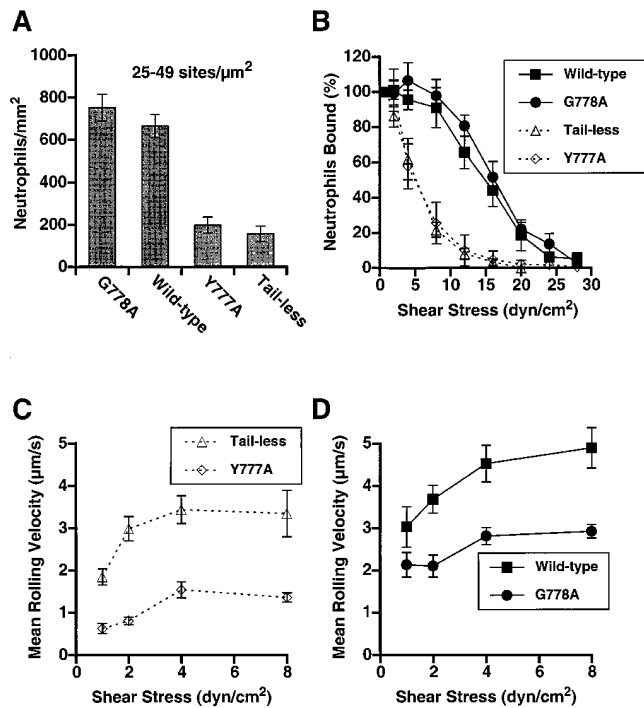 A
25-49 sites/µm²
Neutrophils/mm²
1000
800
600
400
200
0
G778A
Wild-type
Y777A
Tail-less
B
Neutrophils Bound (%)
120
100
80
60
40
20
0
0 5 10 15 20 25 30
Shear Stress (dyn/cm²)
Wild-type
G778A
Tail-less
Y777A
C
Mean Rolling Velocity (µm/s)
5
4
3
2
1
0
0 2 4 6 8
Shear Stress (dyn/cm²)
Tail-less
Y777A
D
Mean Rolling Velocity (µm/s)
5
4
3
2
1
0
0 2 4 6 8
Shear Stress (dyn/cm²)
Wild-type
G778A